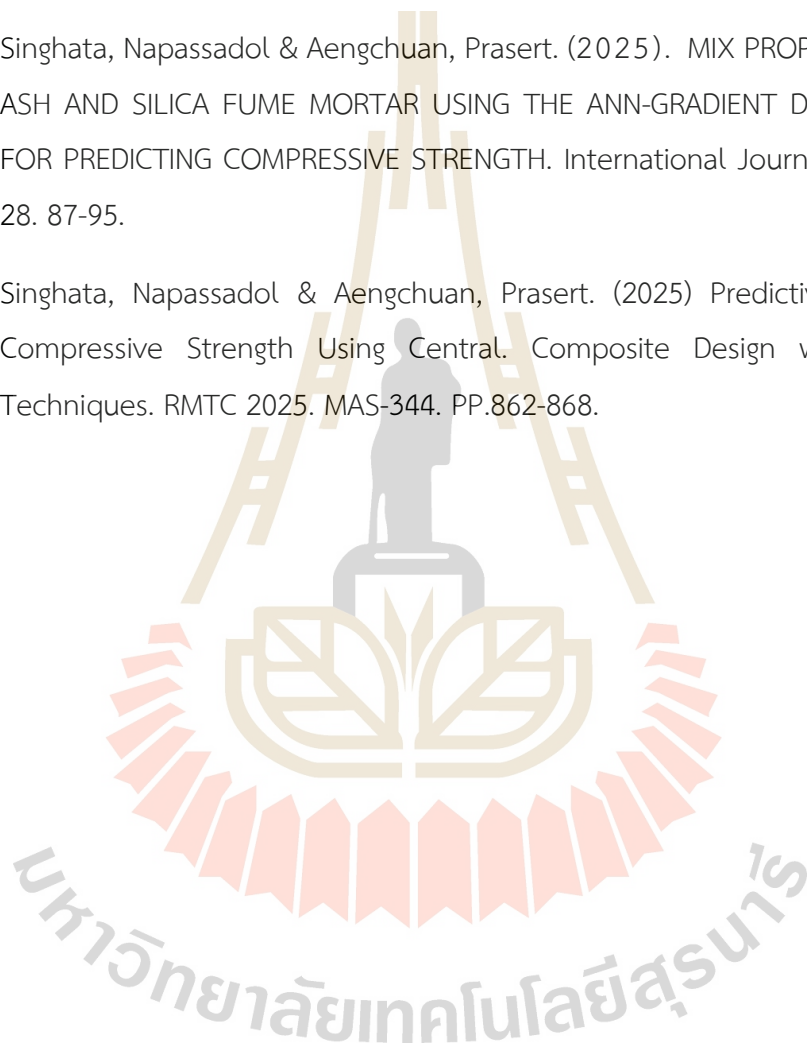 Singhata, Napassadol & Aengchuan, Prasert. (2025). MIX PROP
ASH AND SILICA FUME MORTAR USING THE ANN-GRADIENT D
FOR PREDICTING COMPRESSIVE STRENGTH. International Journ
28. 87-95.
Singhata, Napassadol & Aengchuan, Prasert. (2025) Predictiv
Compressive Strength Using Central. Composite Design w
Techniques. RMTC 2025. MAS-344. PP.862-868.
มหาวิทยาลัยเทคโนโลยีสุรนารี